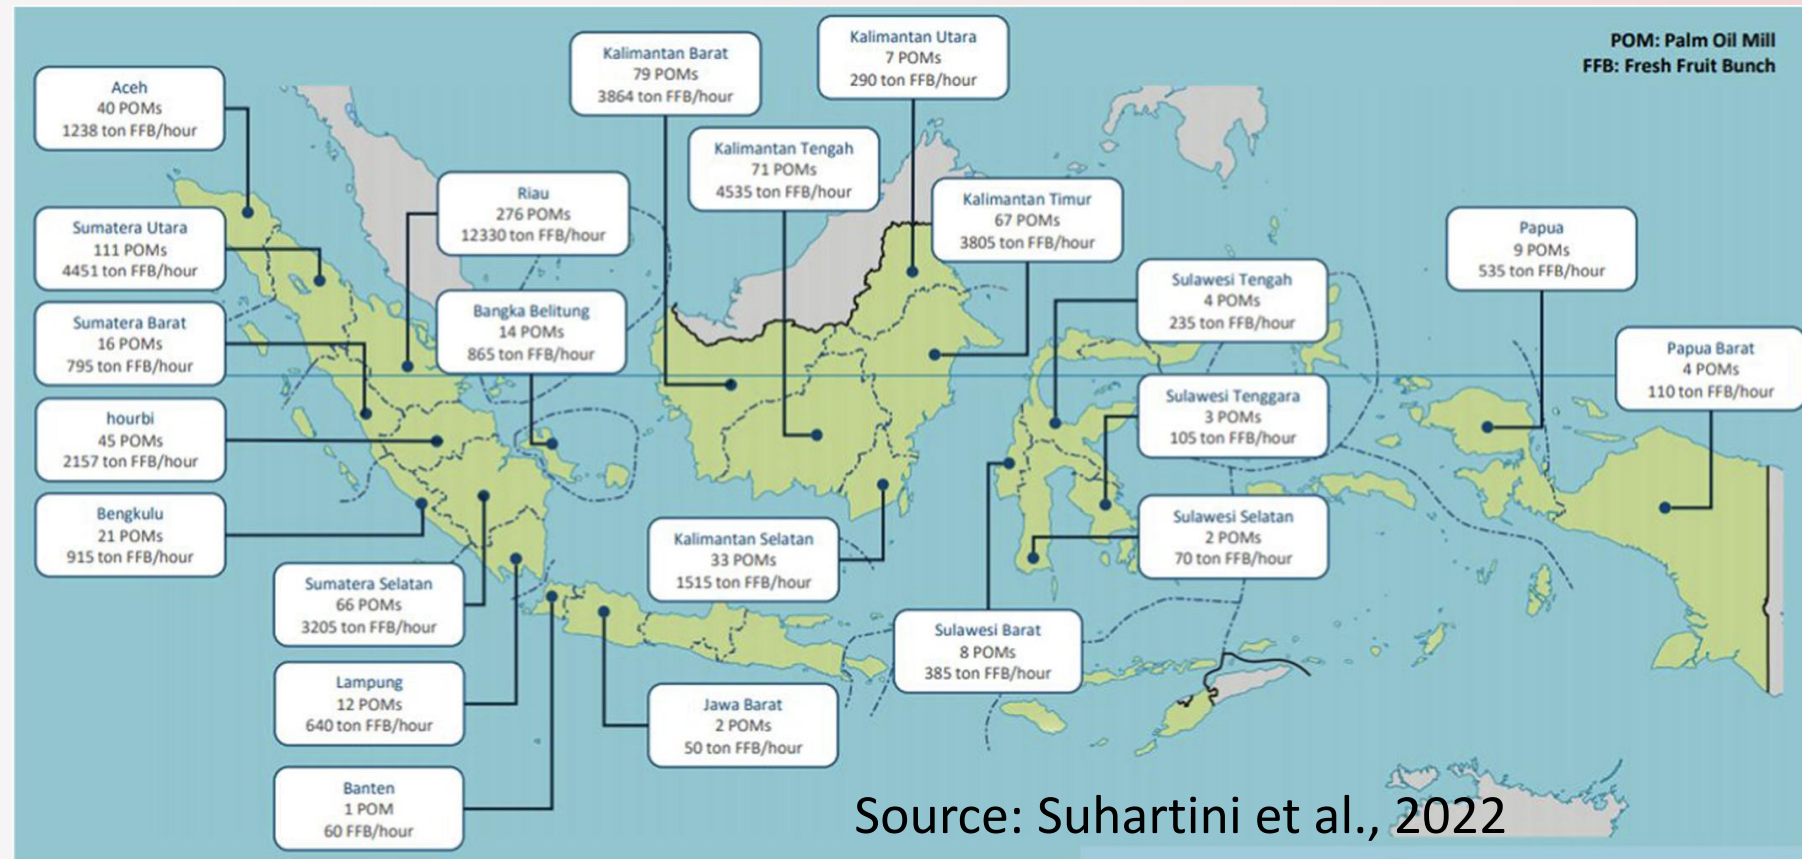 POM: Palm Oil Mill
FFB: Fresh Fruit Bunch
Aceh
40 POMs
1238 ton FFB/hour
Sumatera Utara
111 POMs
4451 ton FFB/hour
Sumatera Barat
16 POMs
795 ton FFB/hour
hourbi
45 POMs
2157 ton FFB/hour
Bengkulu
21 POMs
915 ton FFB/hour
Sumatera Selatan
66 POMs
3205 ton FFB/hour
Lampung
12 POMs
640 ton FFB/hour
Banten
1 POM
60 FFB/hour
Riau
276 POMs
12330 ton FFB/hour
Bangka Belitung
14 POMs
865 ton FFB/hour
Kalimantan Barat
79 POMs
3864 ton FFB/hour
Kalimantan Tengah
71 POMs
4535 ton FFB/hour
Kalimantan Utara
7 POMs
290 ton FFB/hour
Kalimantan Timur
67 POMs
3805 ton FFB/hour
Kalimantan Selatan
33 POMs
1515 ton FFB/hour
Jawa Barat
2 POMs
50 ton FFB/hour
Sulawesi Tengah
4 POMs
235 ton FFB/hour
Sulawesi Tenggara
3 POMs
105 ton FFB/hour
Sulawesi Selatan
2 POMs
70 ton FFB/hour
Sulawesi Barat
8 POMs
385 ton FFB/hour
Papua
9 POMs
535 ton FFB/hour
Papua Barat
4 POMs
110 ton FFB/hour
Source: Suhartini et al., 2022